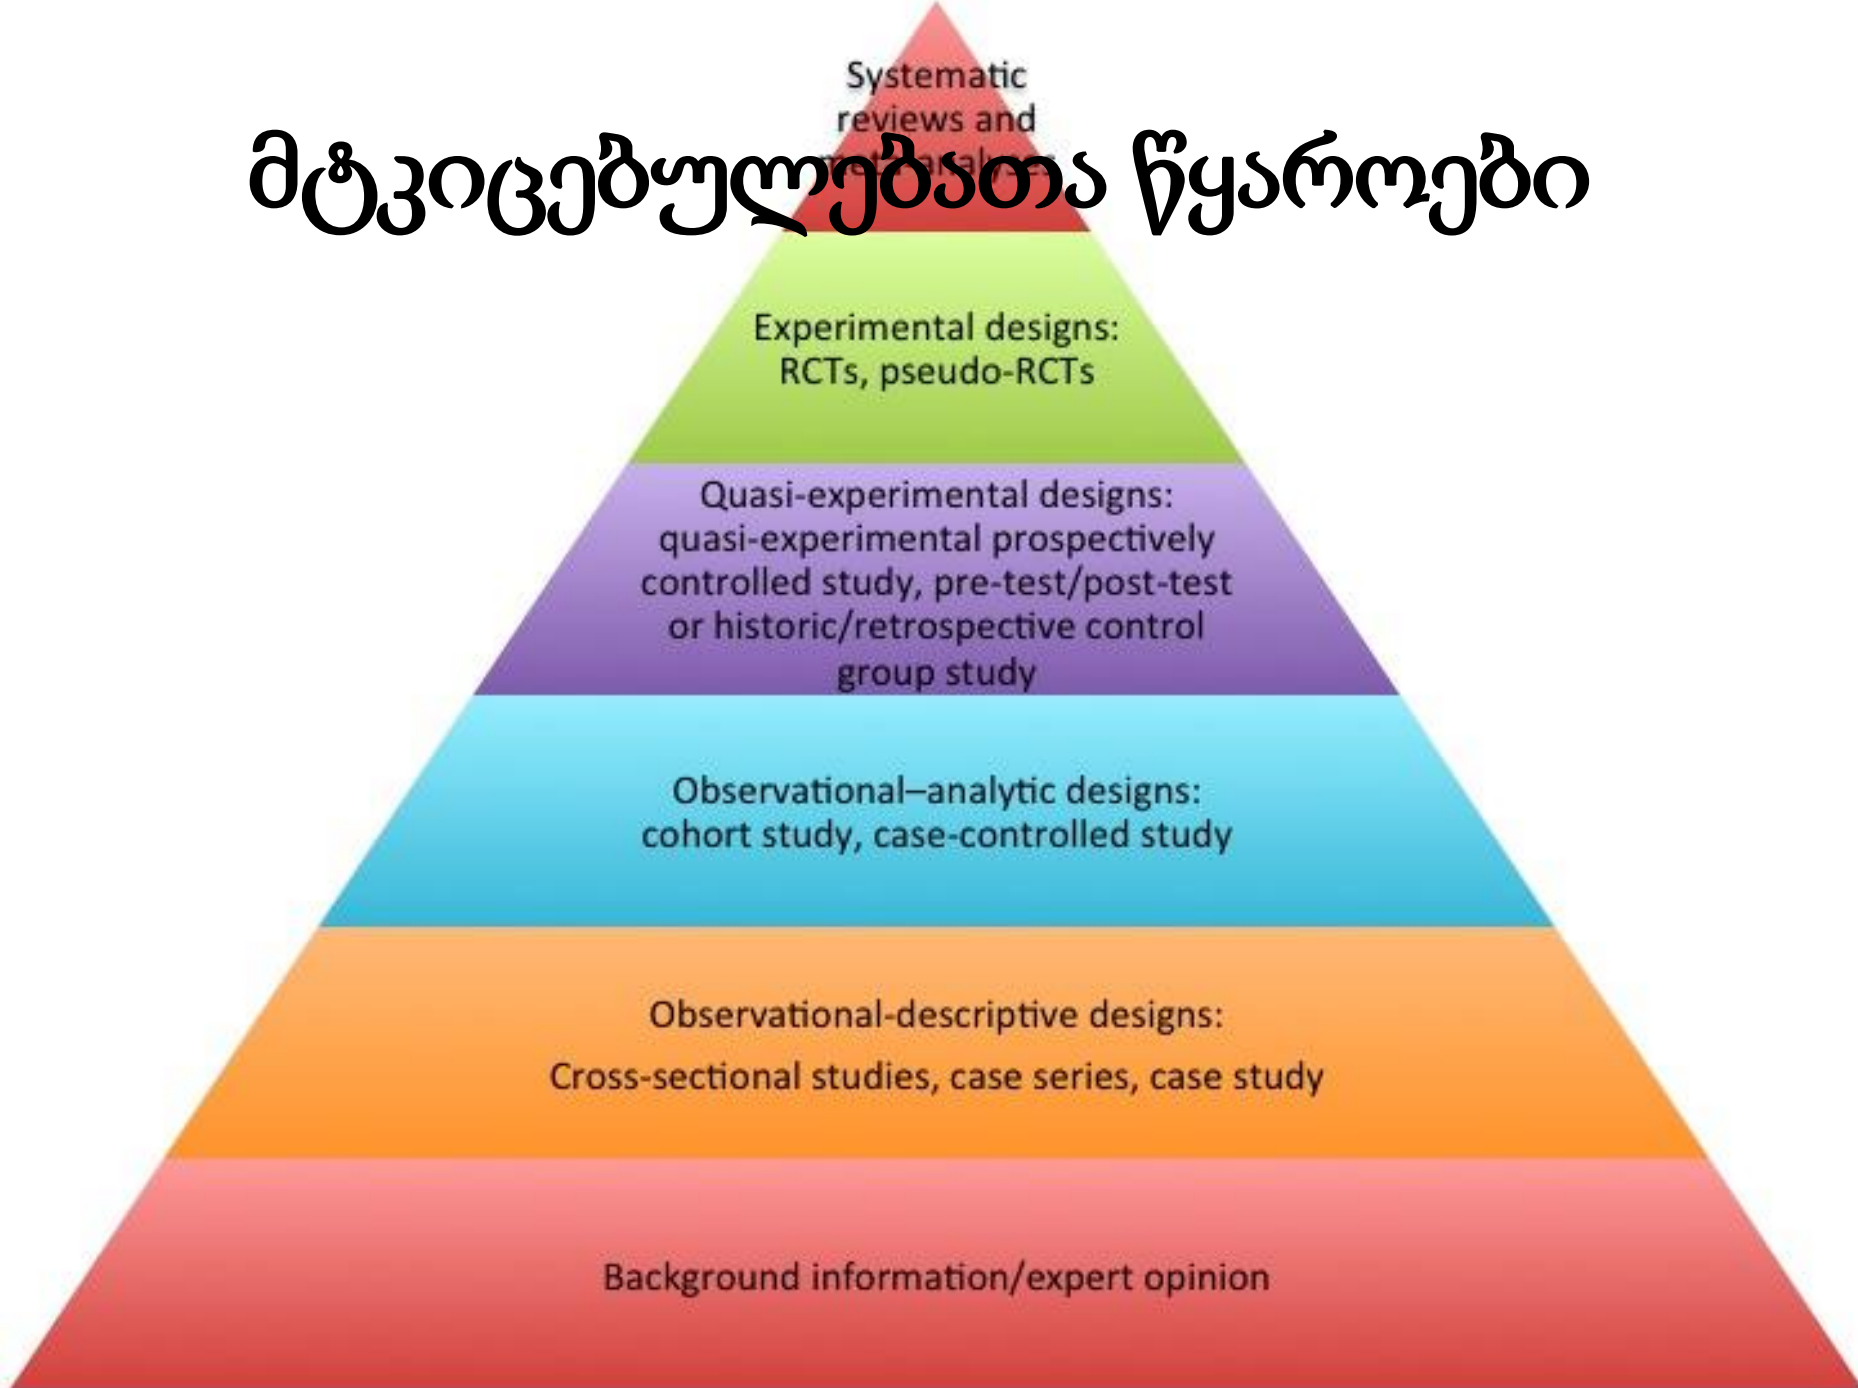 Systematic
reviews and
meta-analyses
მტკიცებულებათა წყაროები
Experimental designs:
RCTs, pseudo-RCTs
Quasi-experimental designs:
quasi-experimental prospectively
controlled study, pre-test/post-test
or historic/retrospective control
group study
Observational–analytic designs:
cohort study, case-controlled study
Observational-descriptive designs:
Cross-sectional studies, case series, case study
Background information/expert opinion